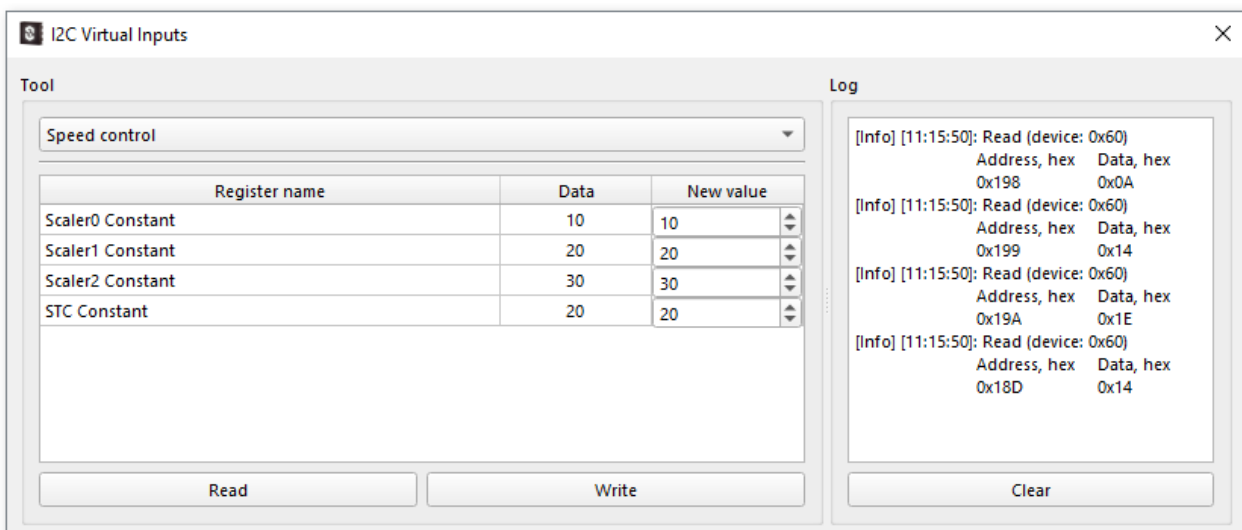 I2C Virtual Inputs
Tool
Speed control
Register name Data New value
Scaler0 Constant 10 10
Scaler1 Constant 20 20
Scaler2 Constant 30 30
STC Constant 20 20
Read Write
Log
[Info] [11:15:50]: Read (device: 0x60)
Address, hex Data, hex
0x198 0x0A
[Info] [11:15:50]: Read (device: 0x60)
Address, hex Data, hex
0x199 0x14
[Info] [11:15:50]: Read (device: 0x60)
Address, hex Data, hex
0x19A 0x1E
[Info] [11:15:50]: Read (device: 0x60)
Address, hex Data, hex
0x18D 0x14
Clear